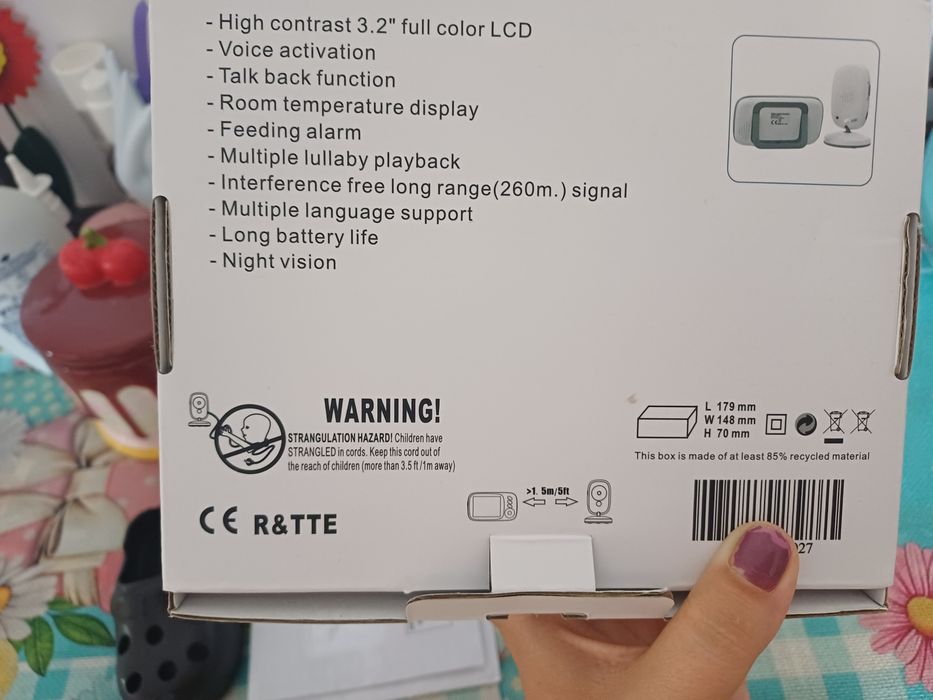 - High contrast 3.2" full color LCD
- Voice activation
- Talk back function
- Room temperature display
- Feeding alarm
- Multiple lullaby playback
- Interference free long range(260m.) signal
- Multiple language support
- Long battery life
- Night vision
WARNING!
STRANGULATION HAZARD! Children have
STRANGLED in cords. Keep this cord out of
the reach of children (more than 3.5 ft /1m away)
L 179 mm
W 148 mm
H 70 mm
This box is made of at least 85% recycled material
>1. 5m/5ft
CE R&TTE
27